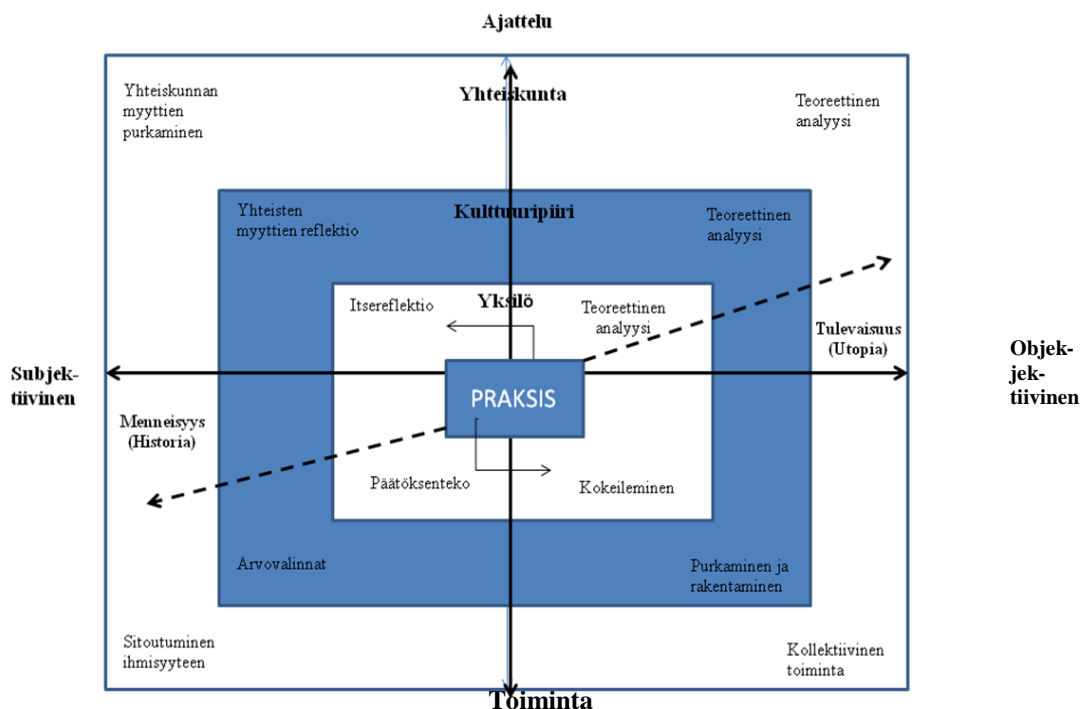 Ajattelu
Yhteiskunnan
myyttien
purkaminen
Yhteiskunta
Teoreettinen
analyysi
Yhteisten
myyttien reflektio
Kulttuuripiiri
Teoreettinen
analyysi
Itsereflektio
Yksilö
Teoreettinen
analyysi
Tulevaisuus
(Utopia)
Objek-
jek-
tiivinen
Subjek-
tiivinen
PRAKSIS
Menneisyys
(Historia)
Päätöksenteko
Kokeileminen
Arvovalinnat
Purkaminen ja
rakentaminen
Sitoutuminen
ihmisyyteen
Kollektiivinen
toiminta
Toiminta